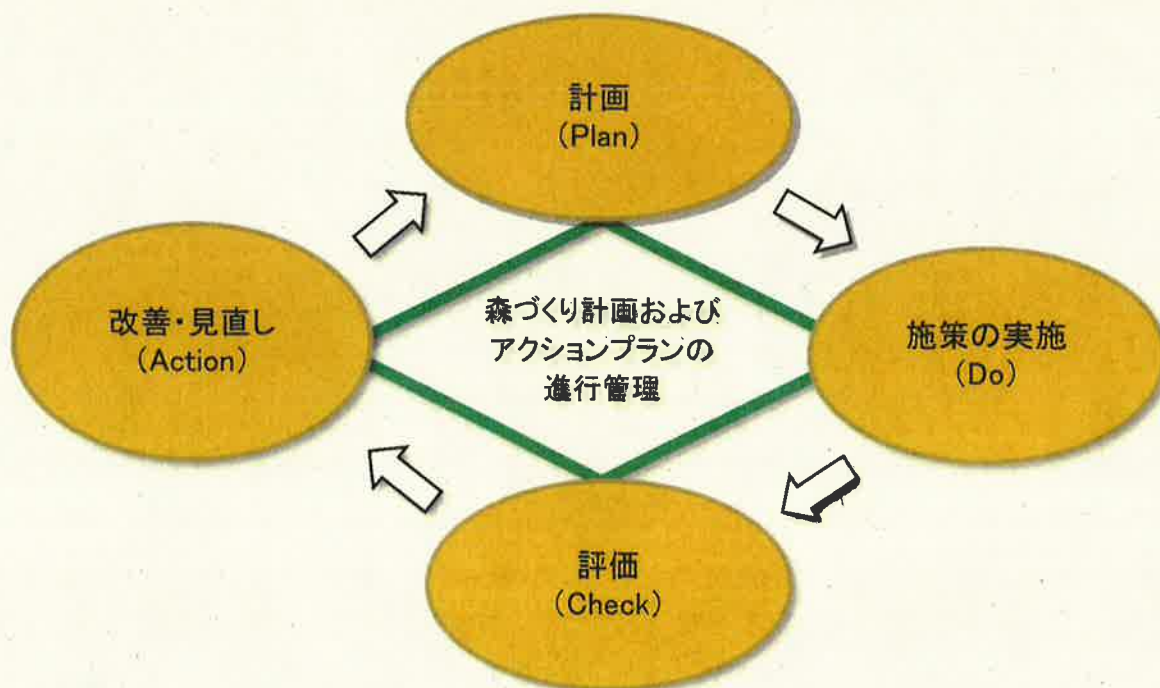 計画
(Plan)
改善・見直し
(Action)
森づくり計画および
アクションプランの
進行管理
施策の実施
(Do)
評価
(Check)